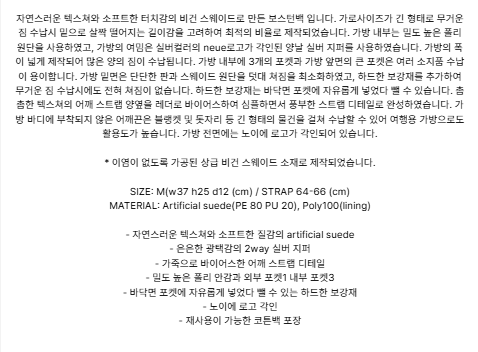 자연스러운 텍스쳐와 소프트한 터치감의 비건 스웨이드로 만든 보스턴백 입니다. 가로사이즈가 긴 형태로 무거운
짐 수납시 밑으로 살짝 떨어지는 길이감을 고려하여 최적의 비율로 제작되었습니다. 가방 내부는 밀도 높은 폴리
원단을 사용하였고, 가방의 여밈은 실버컬러의 neue로고가 각인된 양날 실버 지퍼를 사용하였습니다. 가방의 폭
이 넓게 제작되어 많은 양의 짐이 수납됩니다. 가방 내부에 3개의 포켓과 가방 앞면의 큰 포켓은 여러 소지품 수납
이 용이합니다. 가방 밑면은 단단한 판과 스웨이드 원단을 덧대 쳐짐을 최소화하였고, 하드한 보강재를 추가하여
무거운 짐 수납시에도 전혀 쳐짐이 없습니다. 하드한 보강재는 바닥면 포켓에 자유롭게 넣었다 뺄 수 있습니다. 촘
촘한 텍스쳐의 어깨 스트랩 양옆을 레더로 바이어스하여 심플하면서 풍부한 스트랩 디테일로 완성하였습니다. 가
방 바디에 부착되지 않은 어깨끈은 블랭켓 및 돗자리 등 긴 형태의 물건을 걸쳐 수납할 수 있어 여행용 가방으로도
활용도가 높습니다. 가방 전면에는 노이에 로고가 각인되어 있습니다.
* 이염이 없도록 가공된 상급 비건 스웨이드 소재로 제작되었습니다.
SIZE: M(w37 h25 d12 (cm) / STRAP 64-66 (cm)
MATERIAL: Artificial suede(PE 80 PU 20), Poly100(lining)
- 자연스러운 텍스쳐와 소프트한 질감의 artificial suede
- 은은한 광택감의 2way 실버 지퍼
- 가죽으로 바이어스한 어깨 스트랩 디테일
- 밀도 높은 폴리 안감과 외부 포켓1 내부 포켓3
- 바닥면 포켓에 자유롭게 넣었다 뺄 수 있는 하드한 보강재
- 노이에 로고 각인
- 재사용이 가능한 코튼백 포장